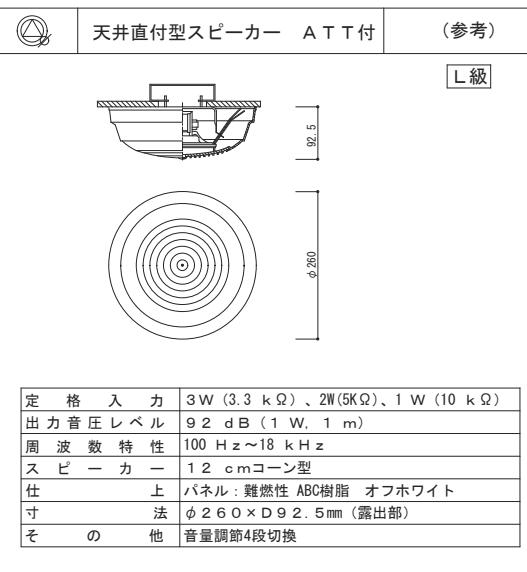 天井直付型スピーカー　ＡＴＴ付　（参考）
Ｌ級
92.5
φ260
定格入力　３Ｗ（3.3 ｋΩ）、2W(5KΩ)、１Ｗ（10 ｋΩ）
出力音圧レベル　９２ ｄＢ（１Ｗ，１ｍ）
周波数特性　100 Ｈｚ～18 ｋＨｚ
スピーカー　１２ ｃｍコーン型
仕上　パネル：難燃性 ABC樹脂　オフホワイト
寸法　φ２６０×Ｄ９２．５㎜（露出部）
その他　音量調節4段切換